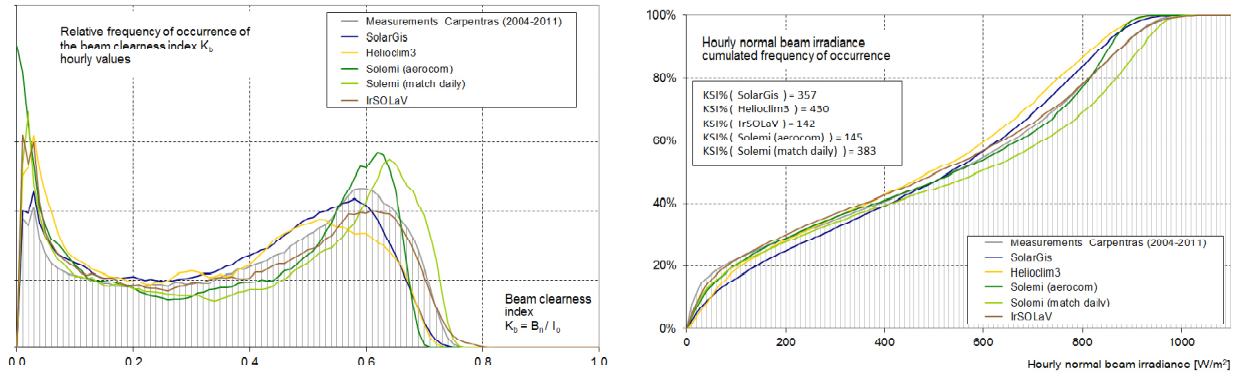 Relative frequency of occurrence of
the beam clearness index Kb
hourly values
Measurements Carpentras (2004-2011)
SolarGis
Helioclim3
Solemi (aerocom)
Solemi (match daily)
IrSOLaV
Beam clearness
index
Kb = Bn / I0
0.0 0.2 0.4 0.6 0.8 1.0
100%
80%
60%
40%
20%
0%
Hourly normal beam irradiance
cumulated frequency of occurrence
KSI% ( SolarGis ) = 357
KSI% ( Helioclim3 ) = 430
KSI% ( IrSOLaV ) = 142
KSI% ( Solemi (aerocom) ) = 145
KSI% ( Solemi (match daily) ) = 383
Measurements Carpentras (2004-2011)
SolarGis
Helioclim3
Solemi (aerocom)
Solemi (match daily)
IrSOLaV
0 200 400 600 800 1000
Hourly normal beam irradiance [W/m²]